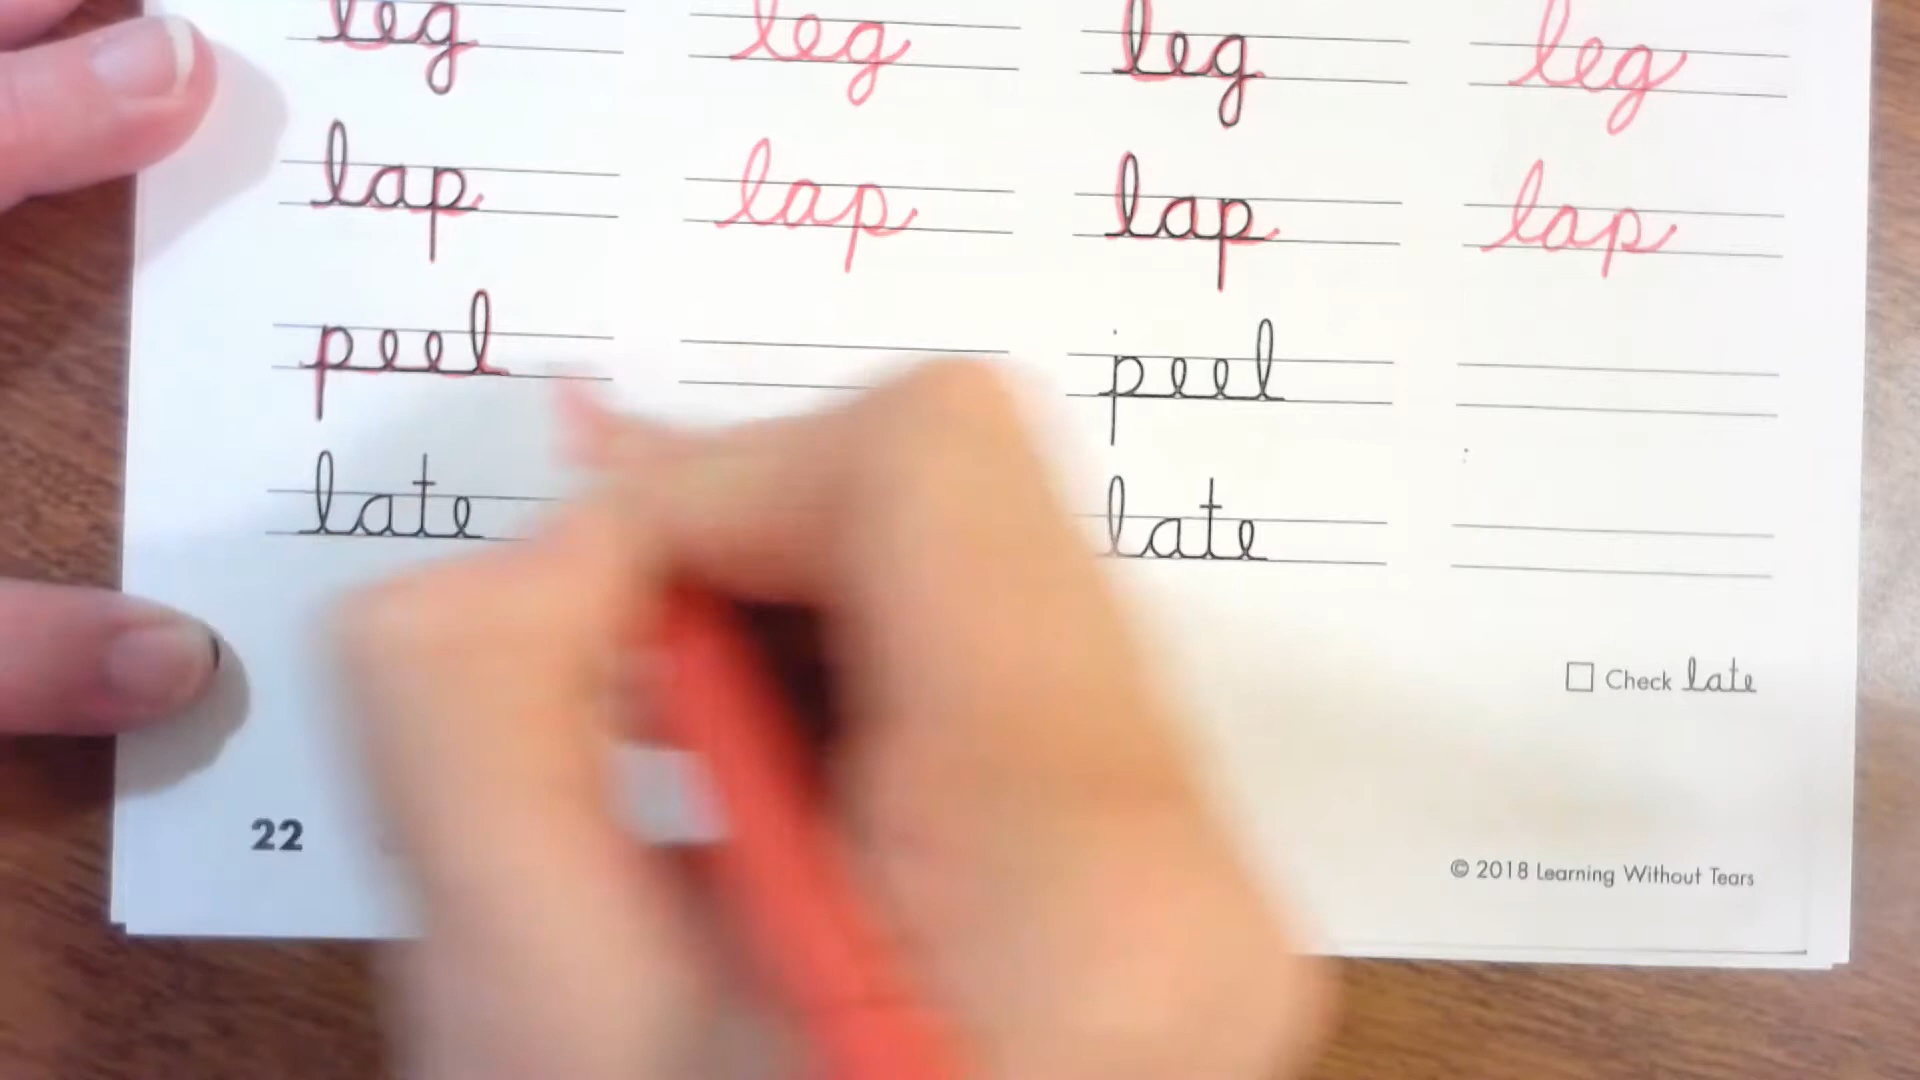 leg leg leg leg
lap lap lap lap
peel peel
late late
Check late
22
© 2018 Learning Without Tears